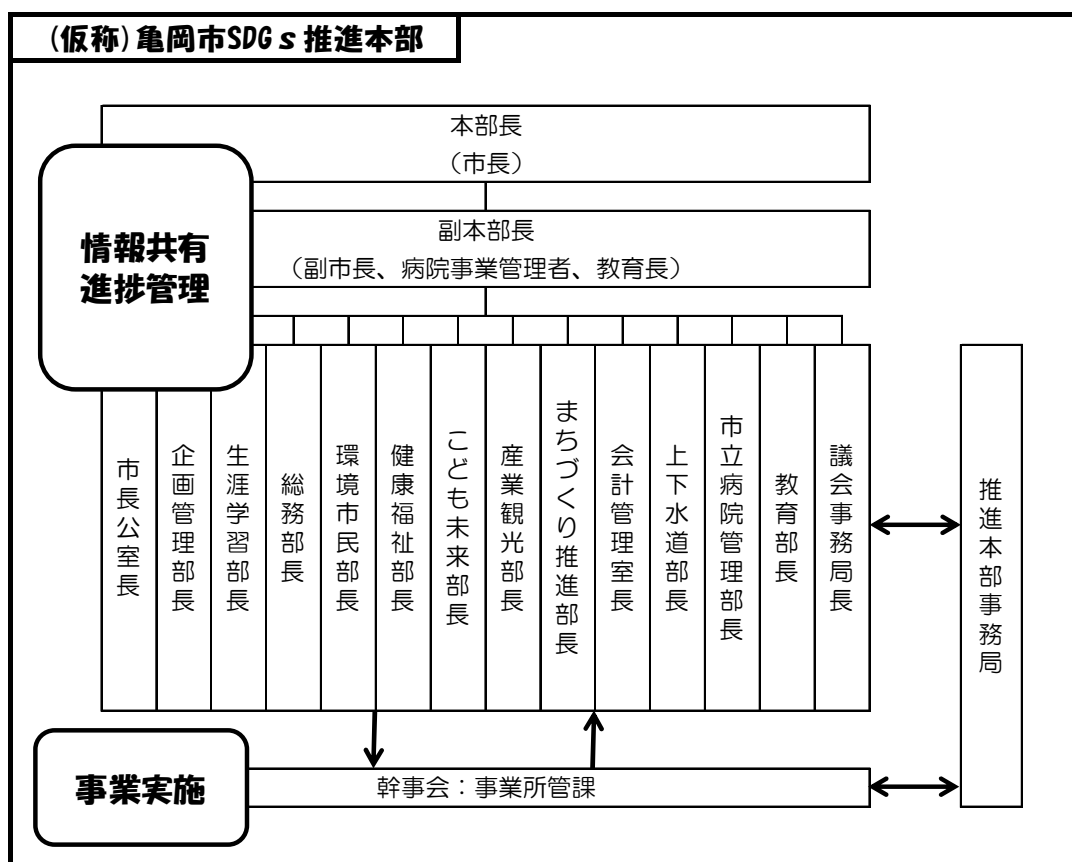 (仮称)亀岡市SDGs推進本部
本部長
(市長)
情報共有
進捗管理
副本部長
(副市長、病院事業管理者、教育長)
市長公室長
企画管理部長
生涯学習部長
総務部長
環境市民部長
健康福祉部長
こども未来部長
産業観光部長
まちづくり推進部長
会計管理室長
上下水道部長
市立病院管理部長
教育部長
議会事務局長
推進本部事務局
事業実施
幹事会:事業所管課